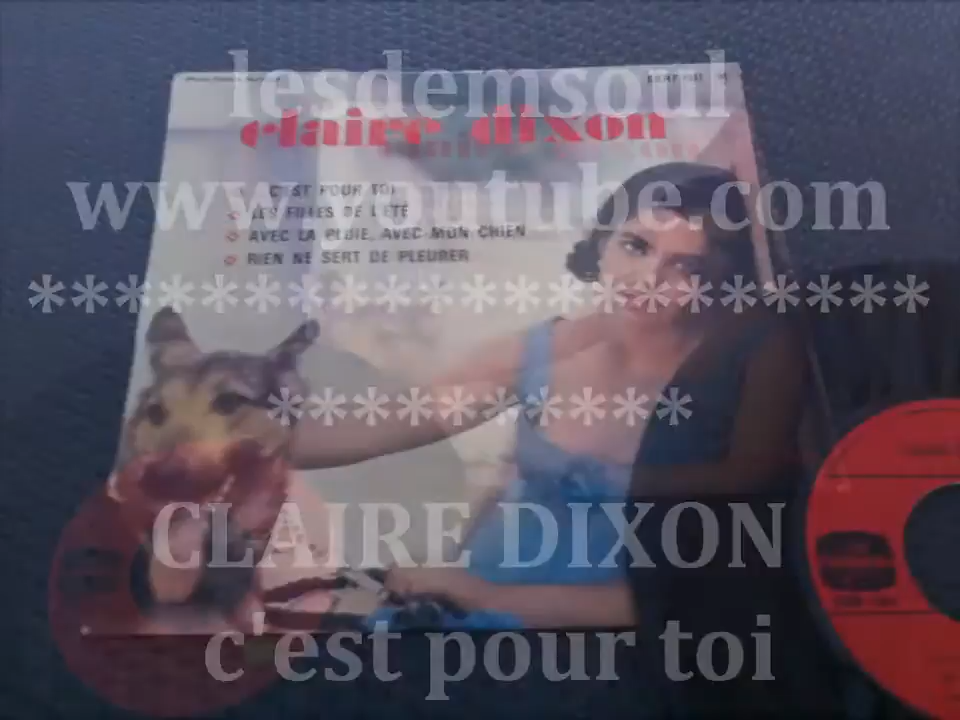 lesdemsoul
claire dixon
www.youtube.com
C'EST POUR TOI
LES FILLES DE L'ÉTÉ
AVEC LA PLUIE, AVEC MON CHIEN
RIEN NE SERT DE PLEURER
********************
**********
CLAIRE DIXON
c'est pour toi